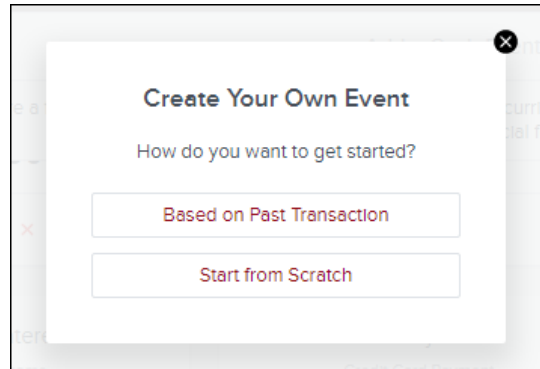 Create Your Own Event
How do you want to get started?
Based on Past Transaction
Start from Scratch